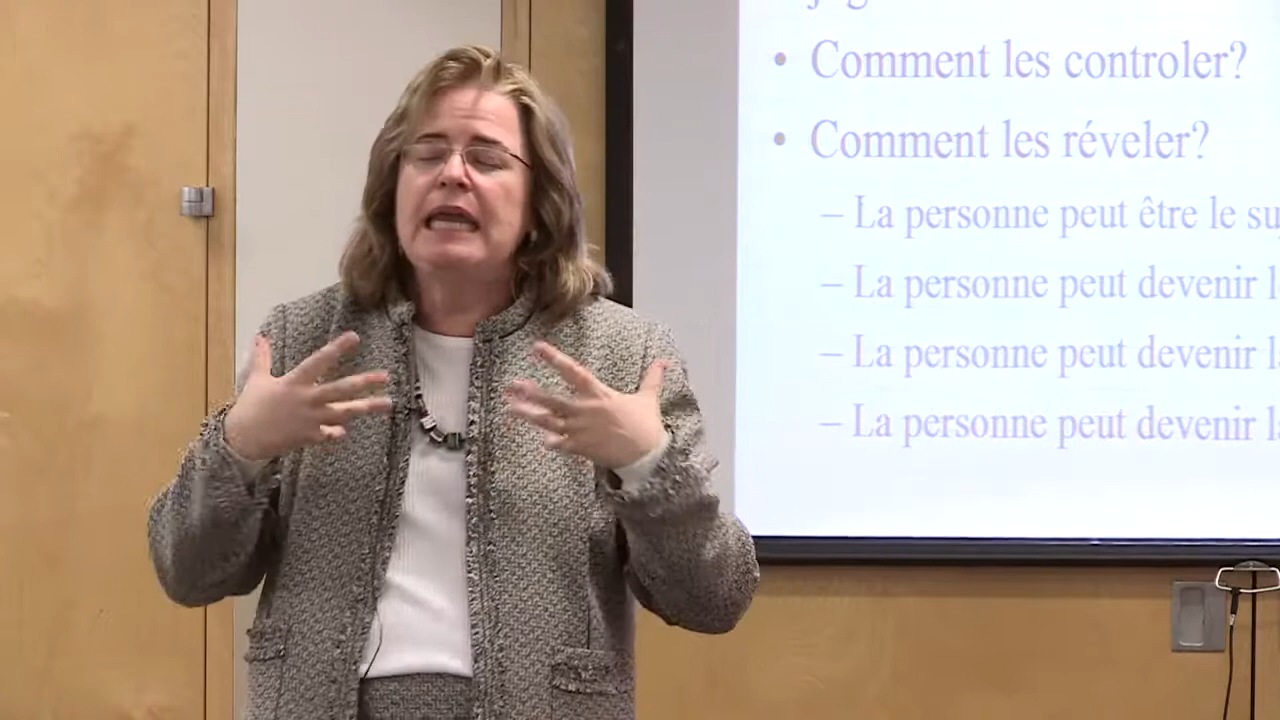 • Comment les controler?
• Comment les réveler?
– La personne peut être le
– La personne peut devenir
– La personne peut devenir
– La personne peut devenir